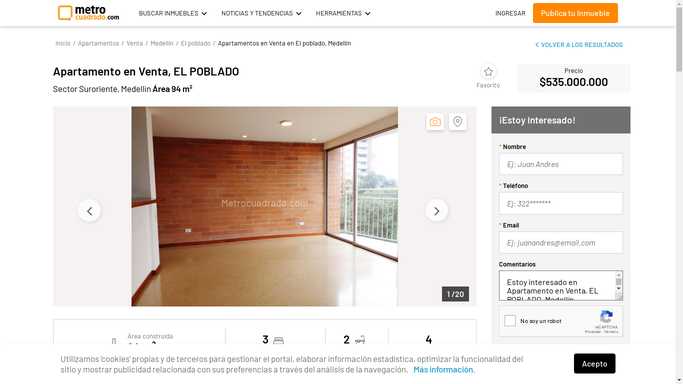 metro
cuadrado.com
BUSCAR INMUEBLES
NOTICIAS Y TENDENCIAS
HERRAMIENTAS
INGRESAR
Publica tu Inmueble
Inicio / Apartamentos / Venta / Medellín / El poblado / Apartamentos en Venta en El poblado, Medellín
VOLVER A LOS RESULTADOS
Apartamento en Venta, EL POBLADO
Sector Suroriente, Medellín Área 94 m²
Favorito
Precio
$535.000.000
Metrocuadrado.com
1 / 20
¡Estoy Interesado!
* Nombre
Ej: Juan Andres
* Teléfono
Ej: 322*******
* Email
Ej: juanandres@email.com
Comentarios
Estoy interesado en
Apartamento en Venta, EL
POBLADO, Medellín
No soy un robot
reCAPTCHA
Privacidad - Términos
Área construida
3
2
4
Utilizamos 'cookies' propias y de terceros para gestionar el portal, elaborar información estadística, optimizar la funcionalidad del
sitio y mostrar publicidad relacionada con sus preferencias a través del análisis de la navegación. Más información.
Acepto